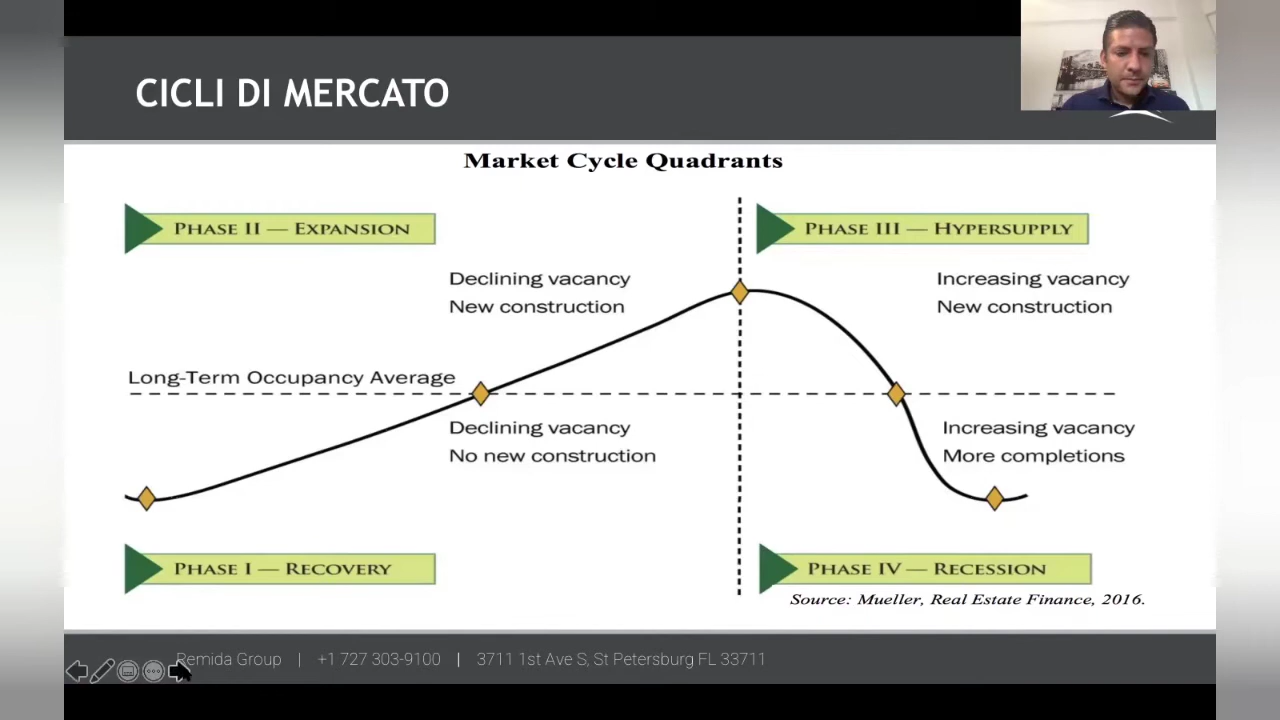 CICLI DI MERCATO
Market Cycle Quadrants
PHASE II — EXPANSION
PHASE III — HYPERSUPPLY
Declining vacancy
New construction
Increasing vacancy
New construction
Long-Term Occupancy Average
Declining vacancy
No new construction
Increasing vacancy
More completions
PHASE I — RECOVERY
PHASE IV — RECESSION
Source: Mueller, Real Estate Finance, 2016.
Remida Group | +1 727 303-9100 | 3711 1st Ave S, St Petersburg FL 33711